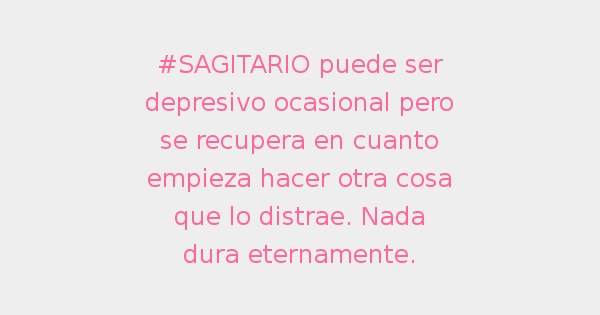 #SAGITARIO puede ser
depresivo ocasional pero
se recupera en cuanto
empieza hacer otra cosa
que lo distrae. Nada
dura eternamente.